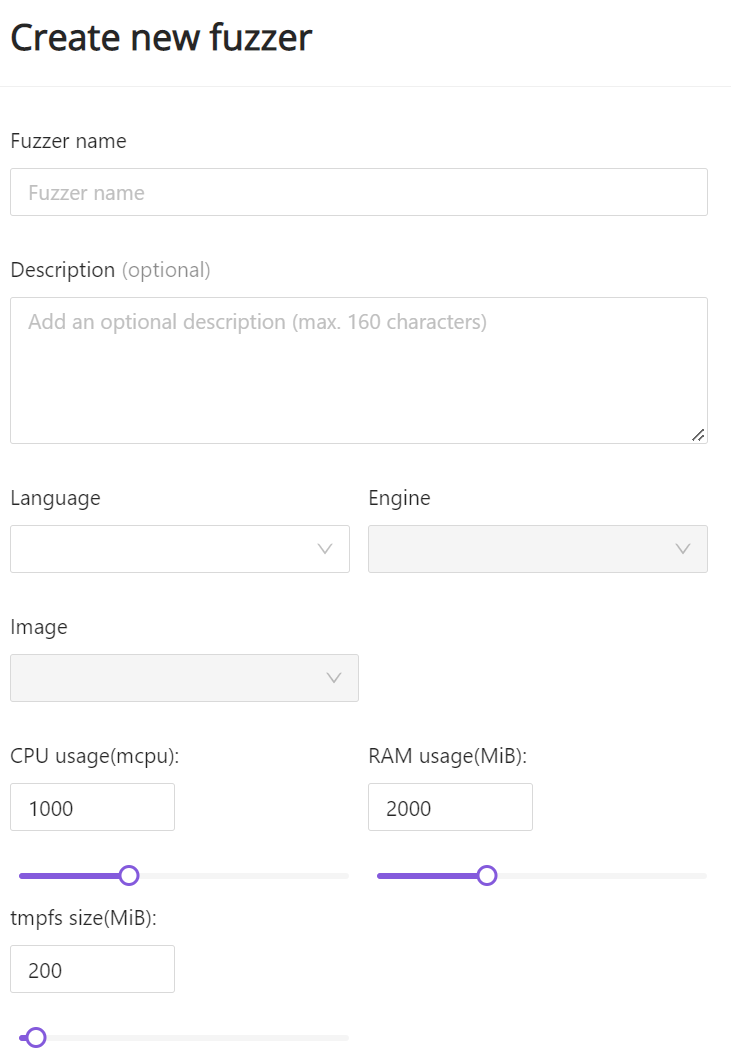 Create new fuzzer
Fuzzer name
Fuzzer name
Description (optional)
Add an optional description (max. 160 characters)
Language
Engine
Image
CPU usage(mcpu):
RAM usage(MiB):
1000
2000
tmpfs size(MiB):
200